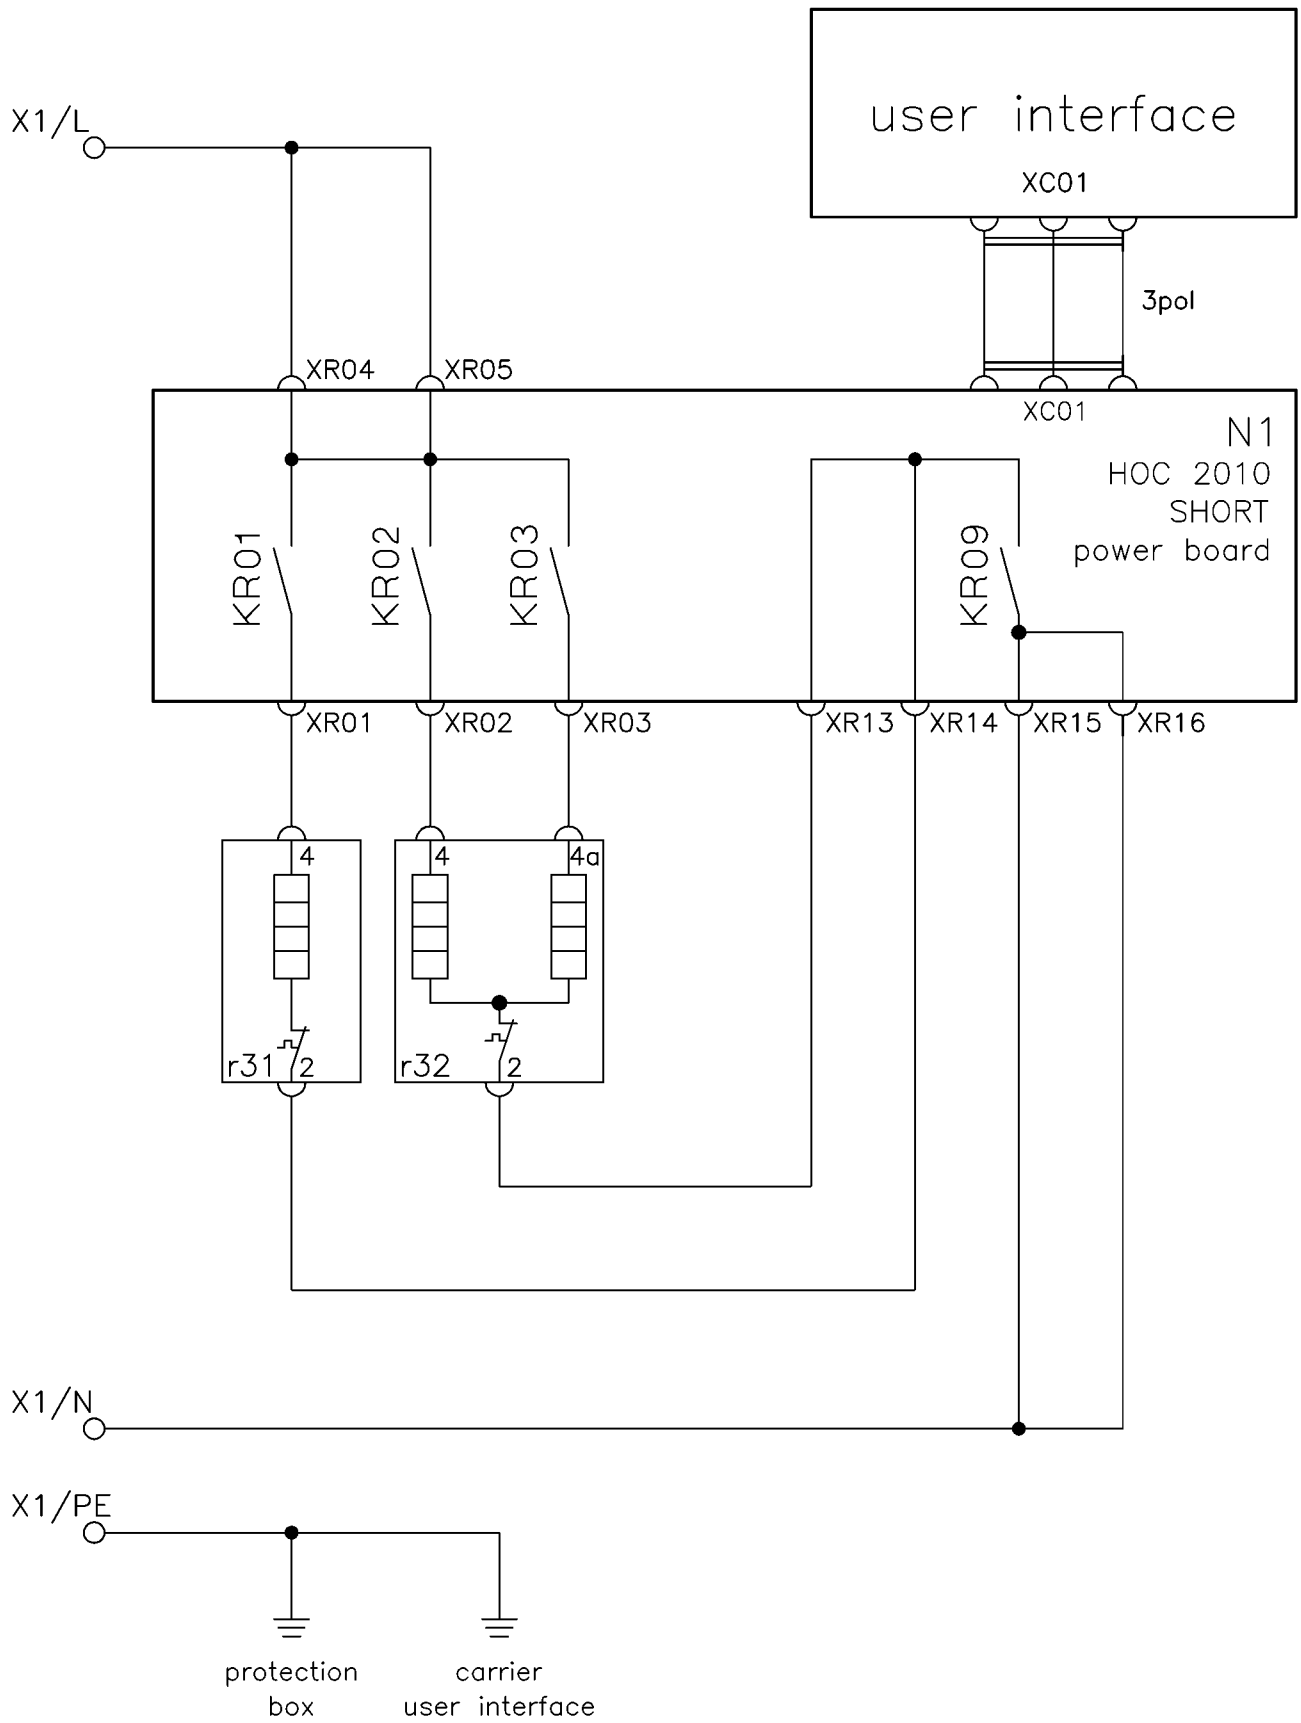 user interface
X1/L
XC01
3pol
XR04
XR05
XC01
N1
HOC 2010
SHORT
power board
KR01
KR02
KR03
KR09
XR01
XR02
XR03
XR13
XR14
XR15
XR16
4
4
4a
r31
2
r32
2
X1/N
X1/PE
protection
box
carrier
user interface